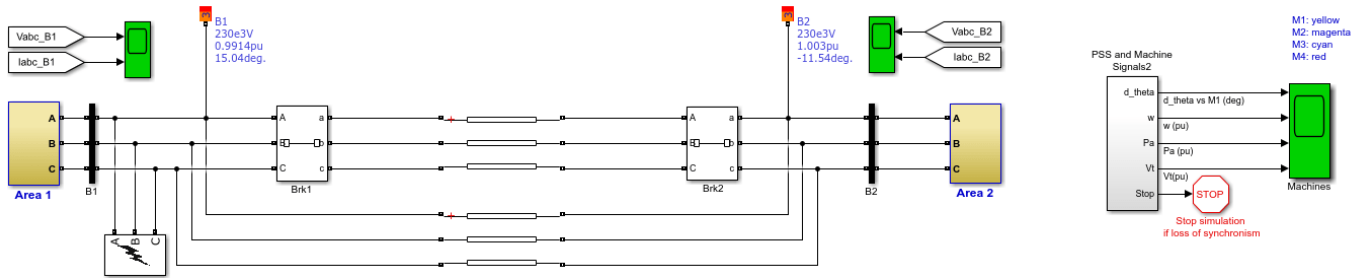 Vabc_B1
Iabc_B1
3
B1
230e3V
0.9914pu
15.04deg.
3
B2
230e3V
1.003pu
-11.54deg.
Vabc_B2
Iabc_B2
M1: yellow
M2: magenta
M3: cyan
M4: red
PSS and Machine
Signals2
d_theta
w
Pa
Vt
Stop
d_theta vs M1 (deg)
w (pu)
Pa (pu)
Vt(pu)
Machines
STOP
Stop simulation
if loss of synchronism
A
B
C
Area 1
B1
A
B
C
a
b
c
Brk1
A
B
C
a
b
c
Brk2
B2
A
B
C
Area 2
A
B
C